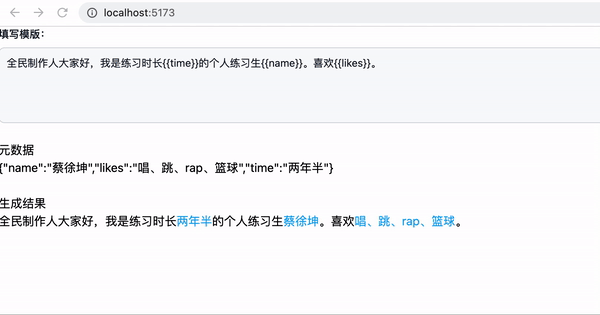 localhost:5173
填写模版：
全民制作人大家好，我是练习时长{{time}}的个人练习生{{name}}。喜欢{{likes}}。
元数据
{"name":"蔡徐坤","likes":"唱、跳、rap、篮球","time":"两年半"}
生成结果
全民制作人大家好，我是练习时长两年半的个人练习生蔡徐坤。喜欢唱、跳、rap、篮球。